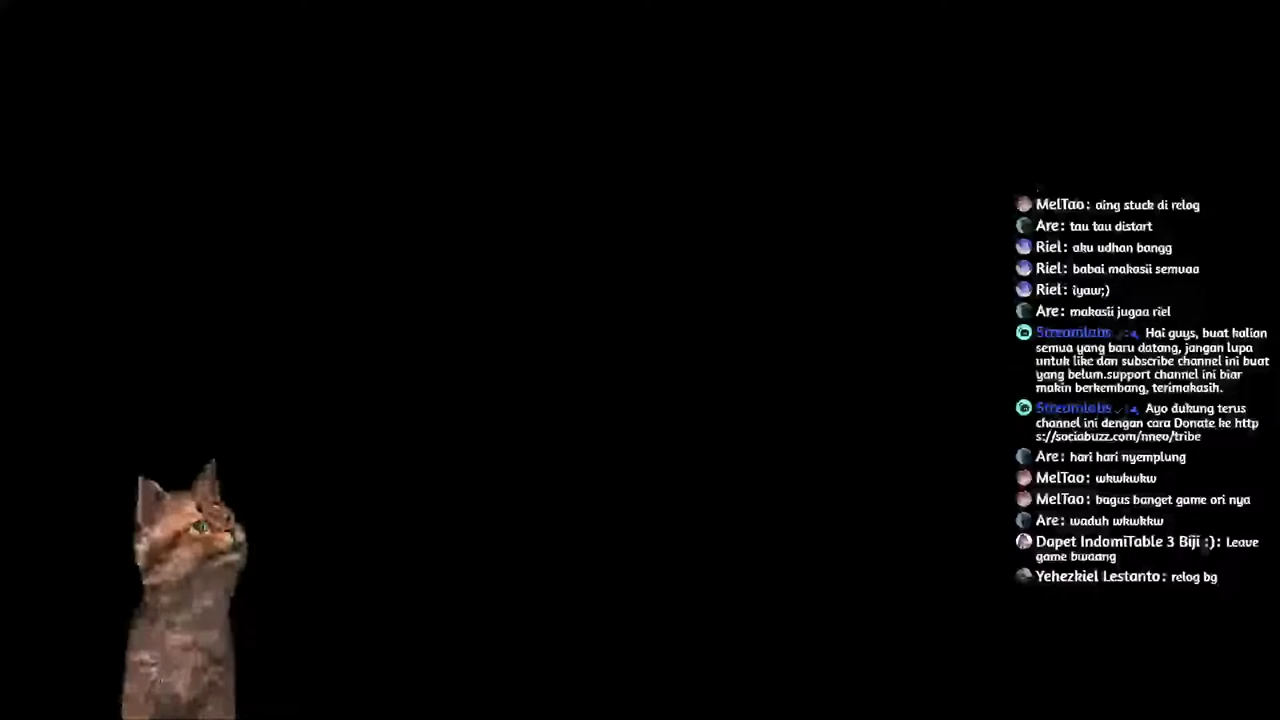 MelTao: aing stuck di relog
Are: tau tau distart
Riel: aku udhan bangg
Riel: babai makasii semuaa
Riel: iyaw;)
Are: makasii jugaa riel
Streamlabs Hai guys, buat kalian
semua yang baru datang, jangan lupa
untuk like dan subscribe channel ini buat
yang belum.support channel ini biar
makin berkembang, terimakasih.
Streamlabs Ayo dukung terus
channel ini dengan cara Donate ke http
s://sociabuzz.com/nneo/tribe
Are: hari hari nyemplung
MelTao: wkwkwkw
MelTao: bagus banget game ori nya
Are: waduh wkwkkw
Dapet IndomiTable 3 Biji :): Leave
game bwaang
Yehezkiel Lestanto: relog bg